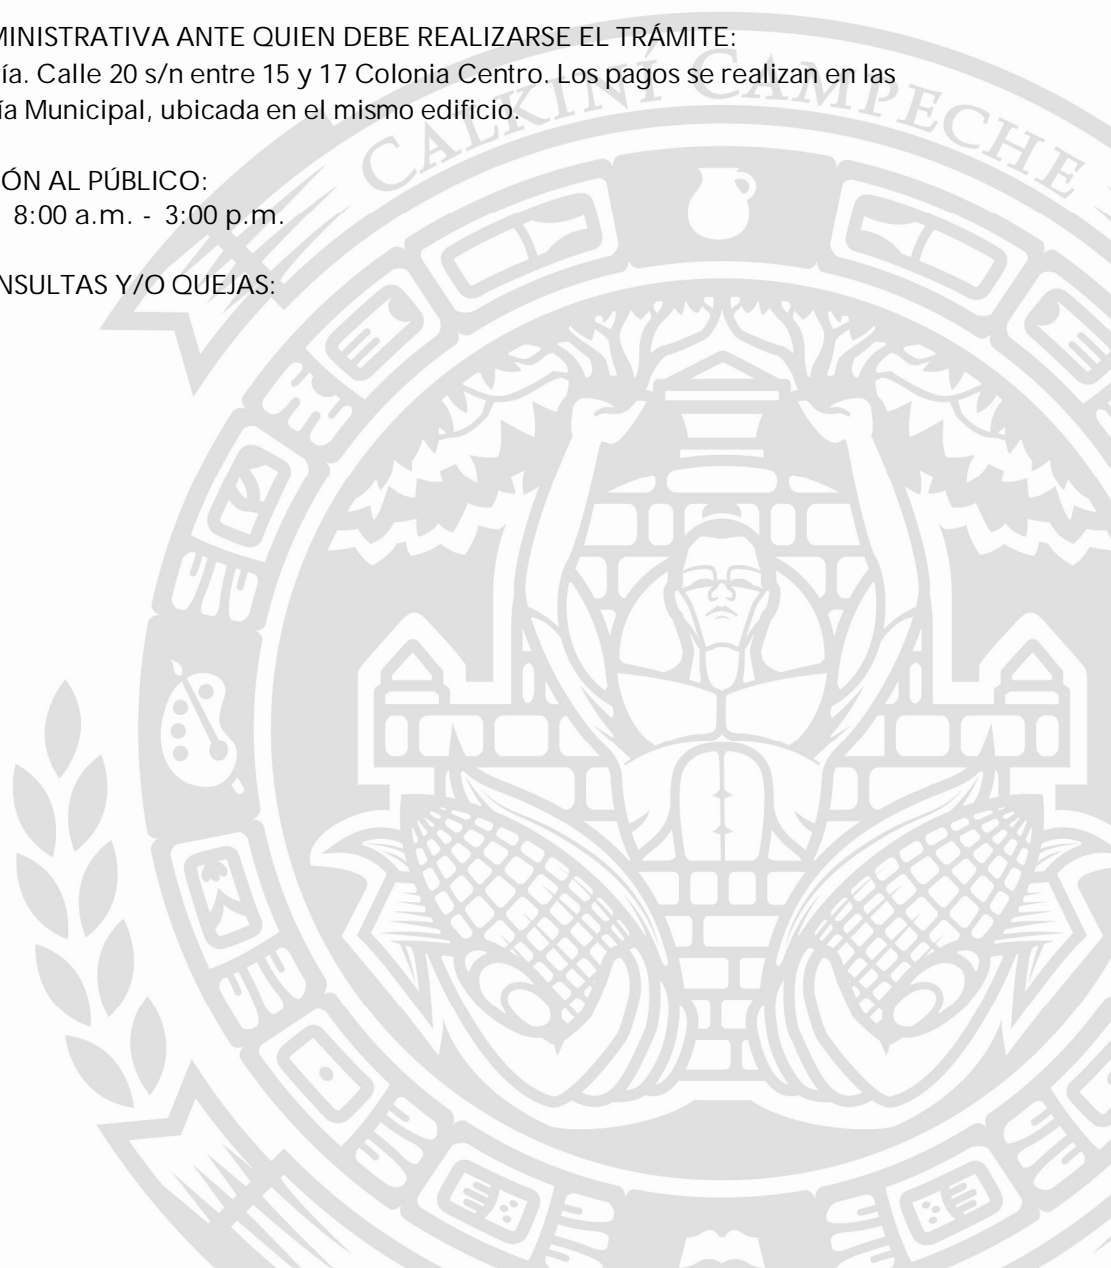 MINISTRATIVA ANTE QUIEN DEBE REALIZARSE EL TRÁMITE:
ía. Calle 20 s/n entre 15 y 17 Colonia Centro. Los pagos se realizan en las
ía Municipal, ubicada en el mismo edificio.
CALKINÍ CAMPECHE
ÓN AL PÚBLICO:
8:00 a.m. - 3:00 p.m.
NSULTAS Y/O QUEJAS: